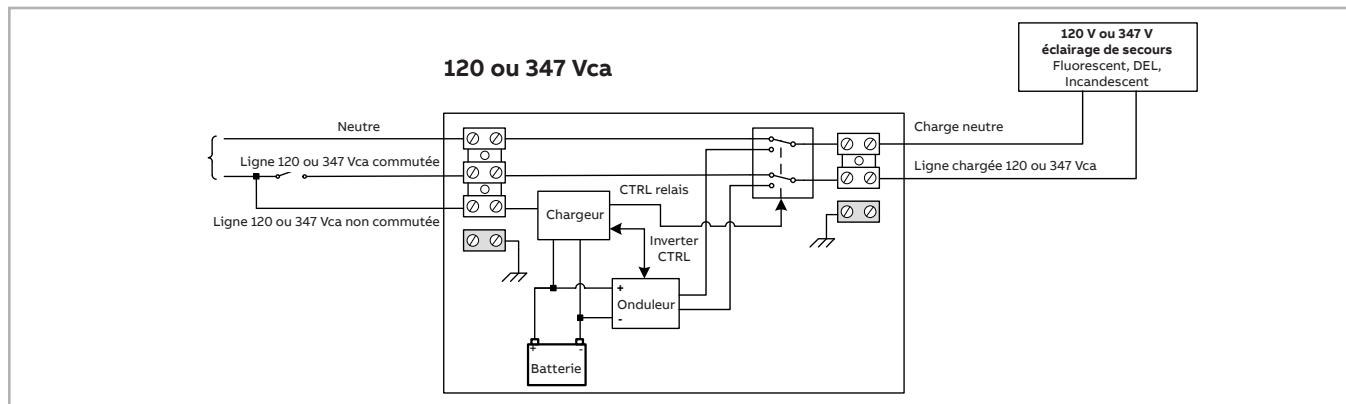 120 V ou 347 V
éclairage de secours
Fluorescent, DEL,
Incandescent
120 ou 347 Vca
Neutre
Charge neutre
Ligne 120 ou 347 Vca commutée
Ligne chargée 120 ou 347 Vca
CTRL relais
Chargeur
Ligne 120 ou 347 Vca non commutée
Inverter
CTRL
+
Onduleur
-
+ -
Batterie